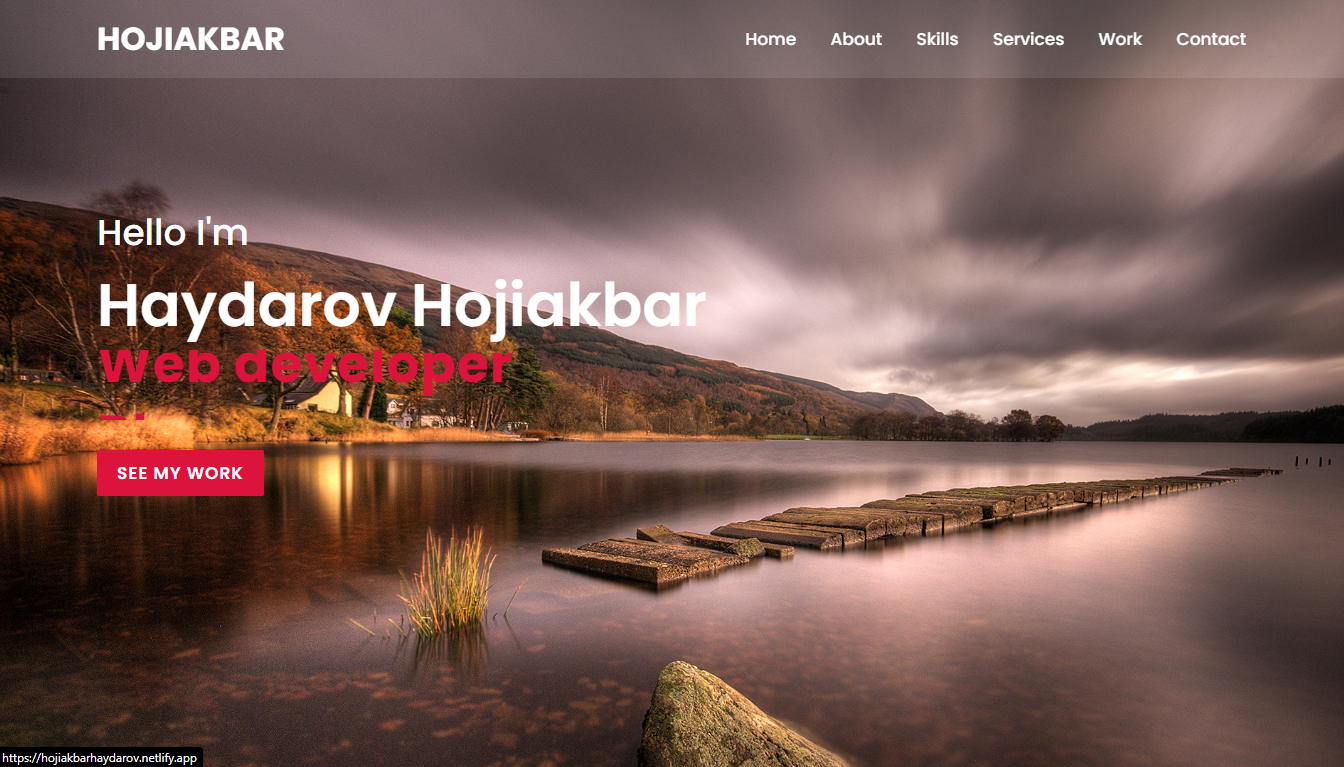 HOJIAKBAR
Home About Skills Services Work Contact
Hello I'm
Haydarov Hojiakbar
Web developer
SEE MY WORK
https://hojiakbarhaydarov.netlify.app